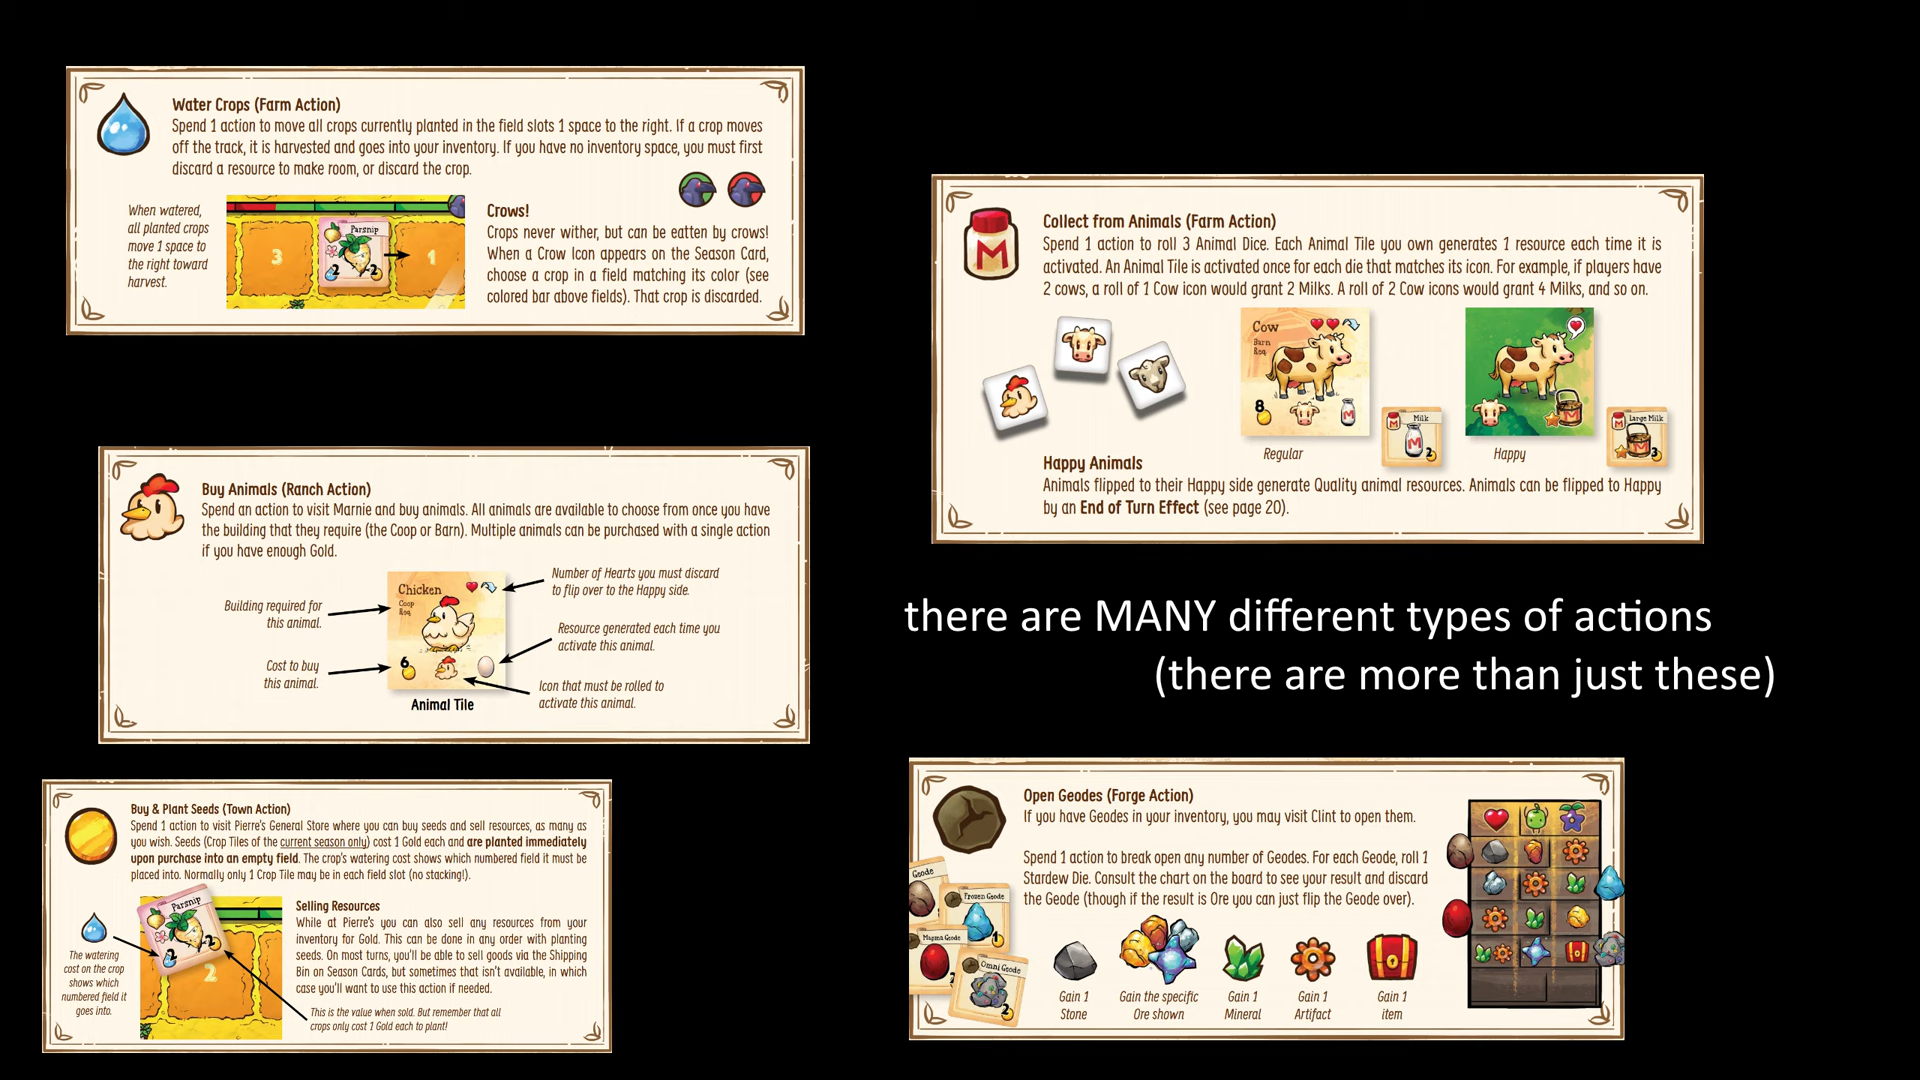 Water Crops (Farm Action)
Spend 1 action to move all crops currently planted in the field slots 1 space to the right. If a crop moves
off the track, it is harvested and goes into your inventory. If you have no inventory space, you must first
discard a resource to make room, or discard the crop.
When watered,
all planted crops
move 1 space to
the right toward
harvest.
3
Parsnip
2
2
1
Crows!
Crops never wither, but can be eatten by crows!
When a Crow Icon appears on the Season Card,
choose a crop in a field matching its color (see
colored bar above fields). That crop is discarded.
Buy Animals (Ranch Action)
Spend an action to visit Marnie and buy animals. All animals are available to choose from once you have
the building that they require (the Coop or Barn). Multiple animals can be purchased with a single action
if you have enough Gold.
Building required for
this animal.
Cost to buy
this animal.
Chicken
Coop
Req
6
Animal Tile
Number of Hearts you must discard
to flip over to the Happy side.
Resource generated each time you
activate this animal.
Icon that must be rolled to
activate this animal.
Buy & Plant Seeds (Town Action)
Spend 1 action to visit Pierre's General Store where you can buy seeds and sell resources, as many as
you wish. Seeds (Crop Tiles of the current season only) cost 1 Gold each and are planted immediately
upon purchase into an empty field. The crop's watering cost shows which numbered field it must be
placed into. Normally only 1 Crop Tile may be in each field slot (no stacking!).
The watering
cost on the crop
shows which
numbered field it
goes into.
Parsnip
2
2
2
Selling Resources
While at Pierre's you can also sell any resources from your
inventory for Gold. This can be done in any order with planting
seeds. On most turns, you'll be able to sell goods via the Shipping
Bin on Season Cards, but sometimes that isn't available, in which
case you'll want to use this action if needed.
This is the value when sold. But remember that all
crops only cost 1 Gold each to plant!
Collect from Animals (Farm Action)
Spend 1 action to roll 3 Animal Dice. Each Animal Tile you own generates 1 resource each time it is
activated. An Animal Tile is activated once for each die that matches its icon. For example, if players have
2 cows, a roll of 1 Cow icon would grant 2 Milks. A roll of 2 Cow icons would grant 4 Milks, and so on.
Cow
Barn
Req
8
M
Regular
Milk
M
2
Happy
Large Milk
M
3
Happy Animals
Animals flipped to their Happy side generate Quality animal resources. Animals can be flipped to Happy
by an End of Turn Effect (see page 20).
there are MANY different types of actions
(there are more than just these)
Open Geodes (Forge Action)
If you have Geodes in your inventory, you may visit Clint to open them.
Spend 1 action to break open any number of Geodes. For each Geode, roll 1
Stardew Die. Consult the chart on the board to see your result and discard
the Geode (though if the result is Ore you can just flip the Geode over).
Geode
Frozen Geode
1
Magma Geode
Omni Geode
2
Gain 1
Stone
Gain the specific
Ore shown
Gain 1
Mineral
Gain 1
Artifact
Gain 1
item